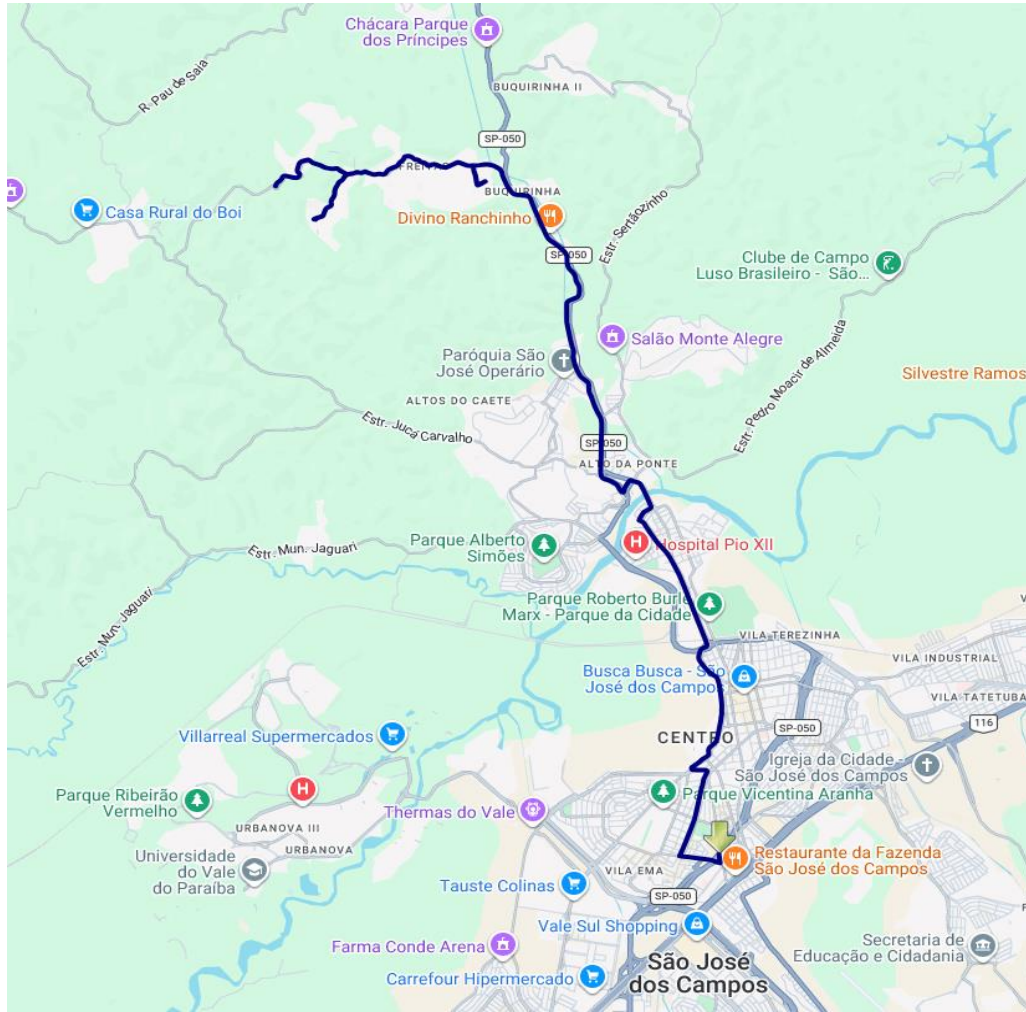 Chácara Parque
dos Príncipes
R. Pau de Saia
BUQUIRINHA II
SP-050
FREITAS
BUQUIRINHA
Casa Rural do Boi
Divino Ranchinho
Estr. Sertãozinho
SP-050
Clube de Campo
Luso Brasileiro - São...
Salão Monte Alegre
Paróquia São
José Operário
Estr. Pedro Moacir de Almeida
Silvestre Ramos
ALTOS DO CAETE
Estr. Jucá Carvalho
SP-050
ALTO DA PONTE
Estr. Mun. Jaguari
Parque Alberto
Simões
Hospital Pio XII
Estr. Mun. Jaguari
Parque Roberto Burle
Marx - Parque da Cidade
VILA TEREZINHA
VILA INDUSTRIAL
Busca Busca - São
José dos Campos
VILA TATETUBA
SP-050
116
Villarreal Supermercados
CENTRO
Igreja da Cidade
São José dos Campos
H
Parque Ribeirão
Vermelho
Parque Vicentina Aranha
Thermas do Vale
URBANOVA III
URBANOVA
Universidade
do Vale
do Paraíba
Restaurante da Fazenda
São José dos Campos
VILA EMA
Tauste Colinas
SP-050
Vale Sul Shopping
Farma Conde Arena
Secretaria de
Educação e Cidadania
São José
dos Campos
Carrefour Hipermercado